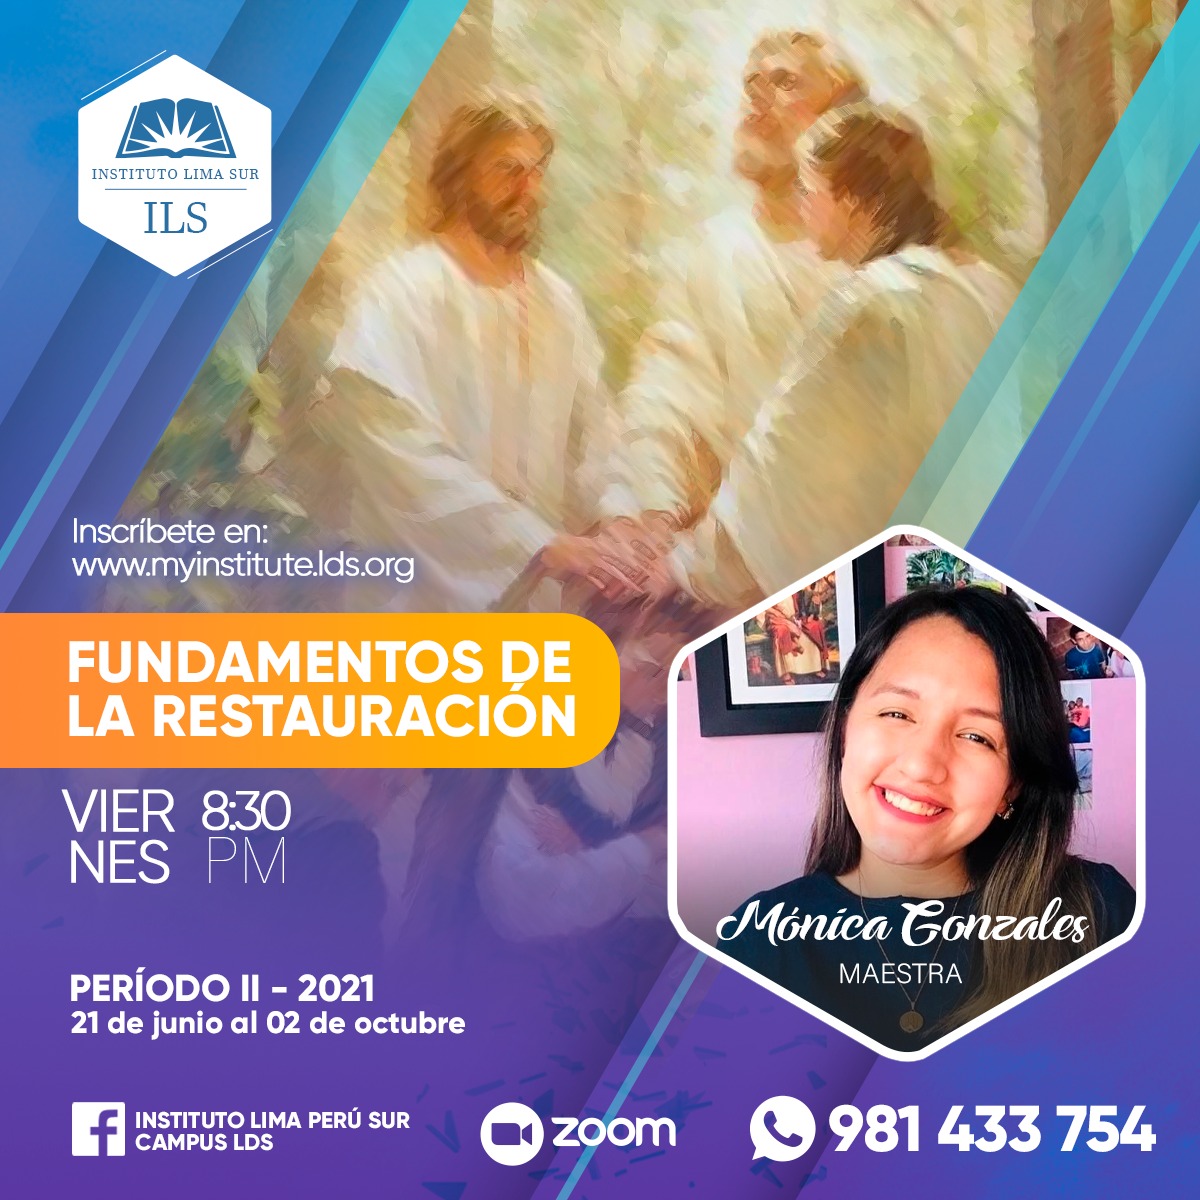 INSTITUTO LIMA SUR
ILS
Inscríbete en:
www.myinstitute.lds.org
FUNDAMENTOS DE
LA RESTAURACIÓN
VIER
NES
8:30
PM
Mónica Gonzales
MAESTRA
PERÍODO II - 2021
21 de junio al 02 de octubre
INSTITUTO LIMA PERÚ SUR
CAMPUS LDS
zoom
981 433 754